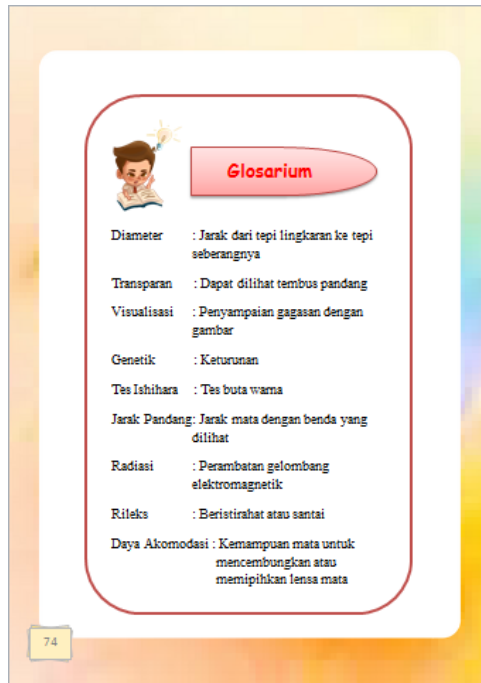 Glosarium
Diameter : Jarak dari tepi lingkaran ke tepi
seberangnya
Transparan : Dapat dilihat tembus pandang
Visualisasi : Penyampaian gagasan dengan
gambar
Genetik : Keturunan
Tes Ishihara : Tes buta warna
Jarak Pandang: Jarak mata dengan benda yang
dilihat
Radiasi : Perambatan gelombang
elektromagnetik
Rileks : Beristirahat atau santai
Daya Akomodasi : Kemampuan mata untuk
mencembungkan atau
memipihkan lensa mata
74